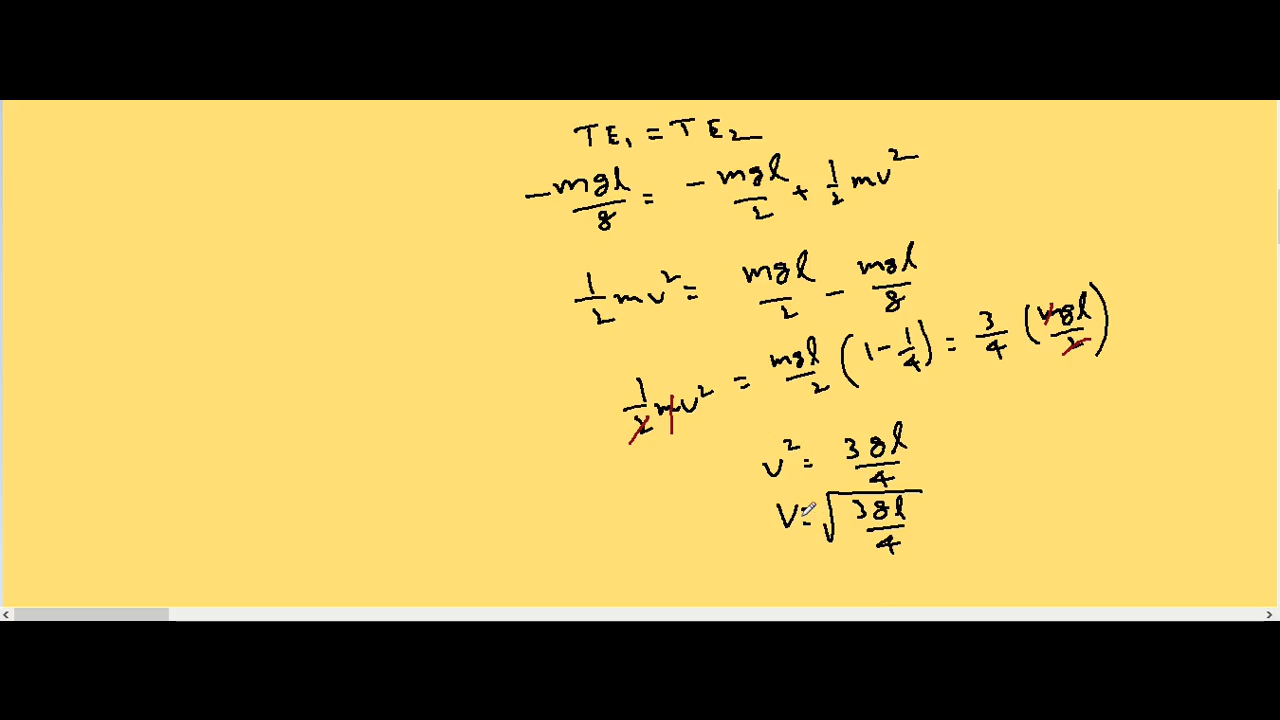 TE₁ = TE₂
-mgl/8 = -mgl/2 + 1/2 mv²
1/2 mv² = mgl/2 - mgl/8
1/2 mv² = mgl/2 (1 - 1/4) = 3/4 (mgl/2)
v² = 3gl/4
V = √(3gl/4)